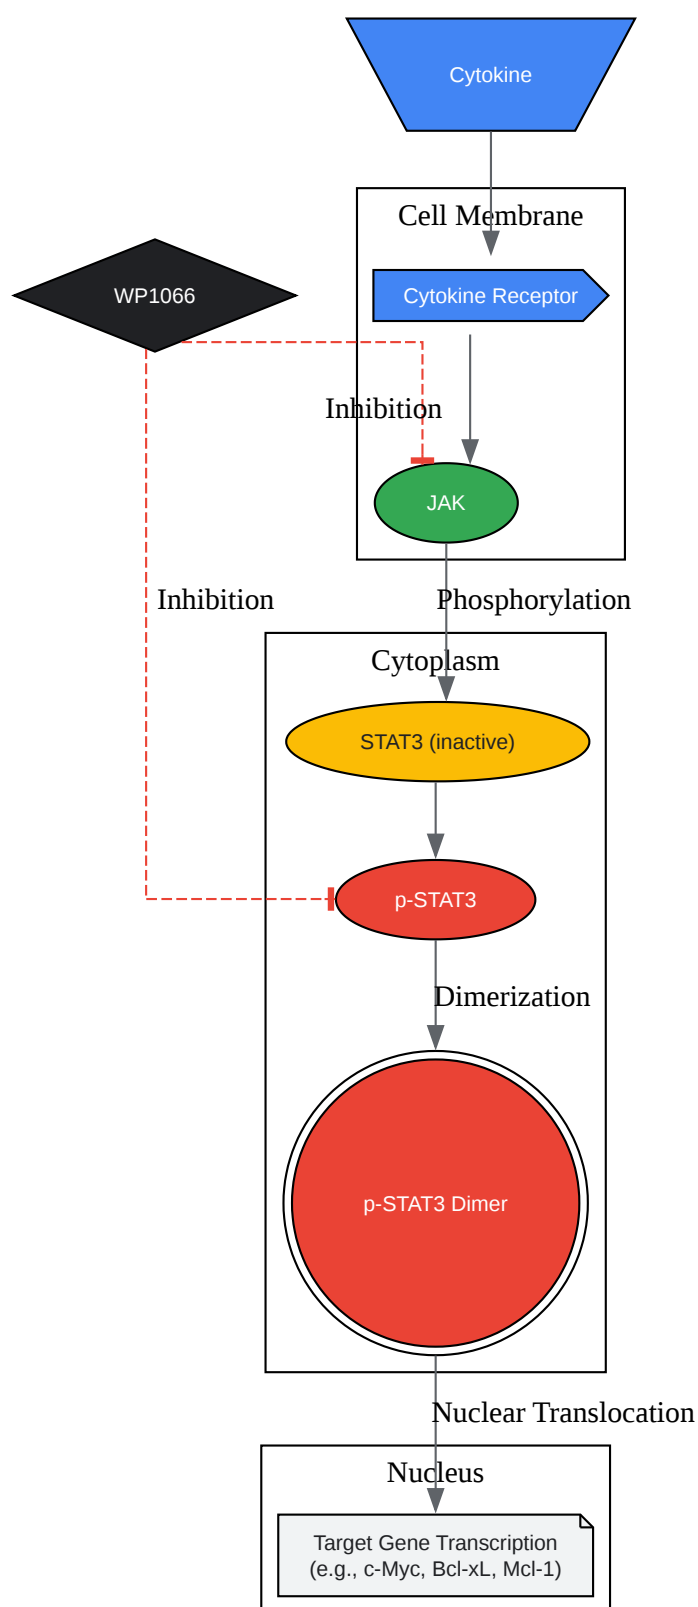 Cytokine
Cell Membrane
WP1066
Cytokine Receptor
Inhibition
JAK
Inhibition
Phosphorylation
Cytoplasm
STAT3 (inactive)
p-STAT3
Dimerization
p-STAT3 Dimer
Nuclear Translocation
Nucleus
Target Gene Transcription
(e.g., c-Myc, Bcl-xL, Mcl-1)